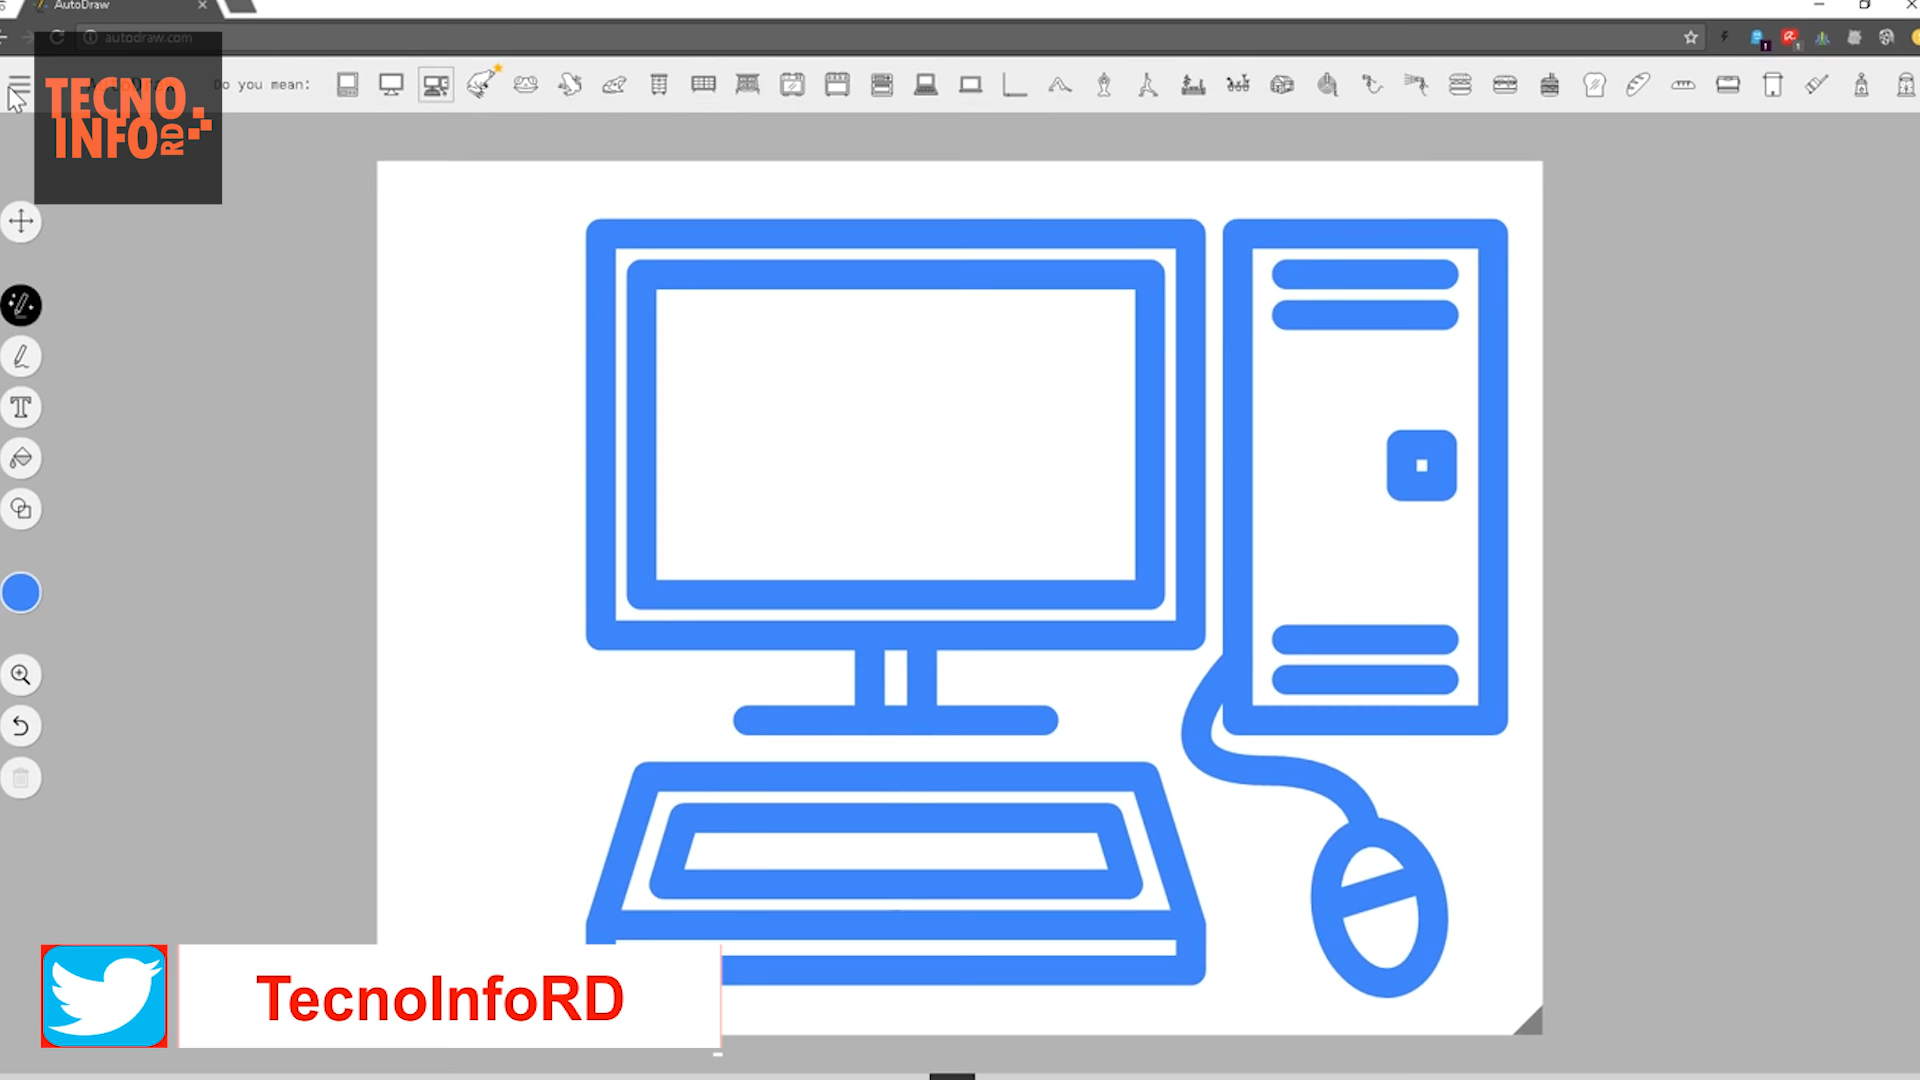 AutoDraw
autodraw.com
Do you mean:
TECNO
INFO RD
T
TecnoInfoRD